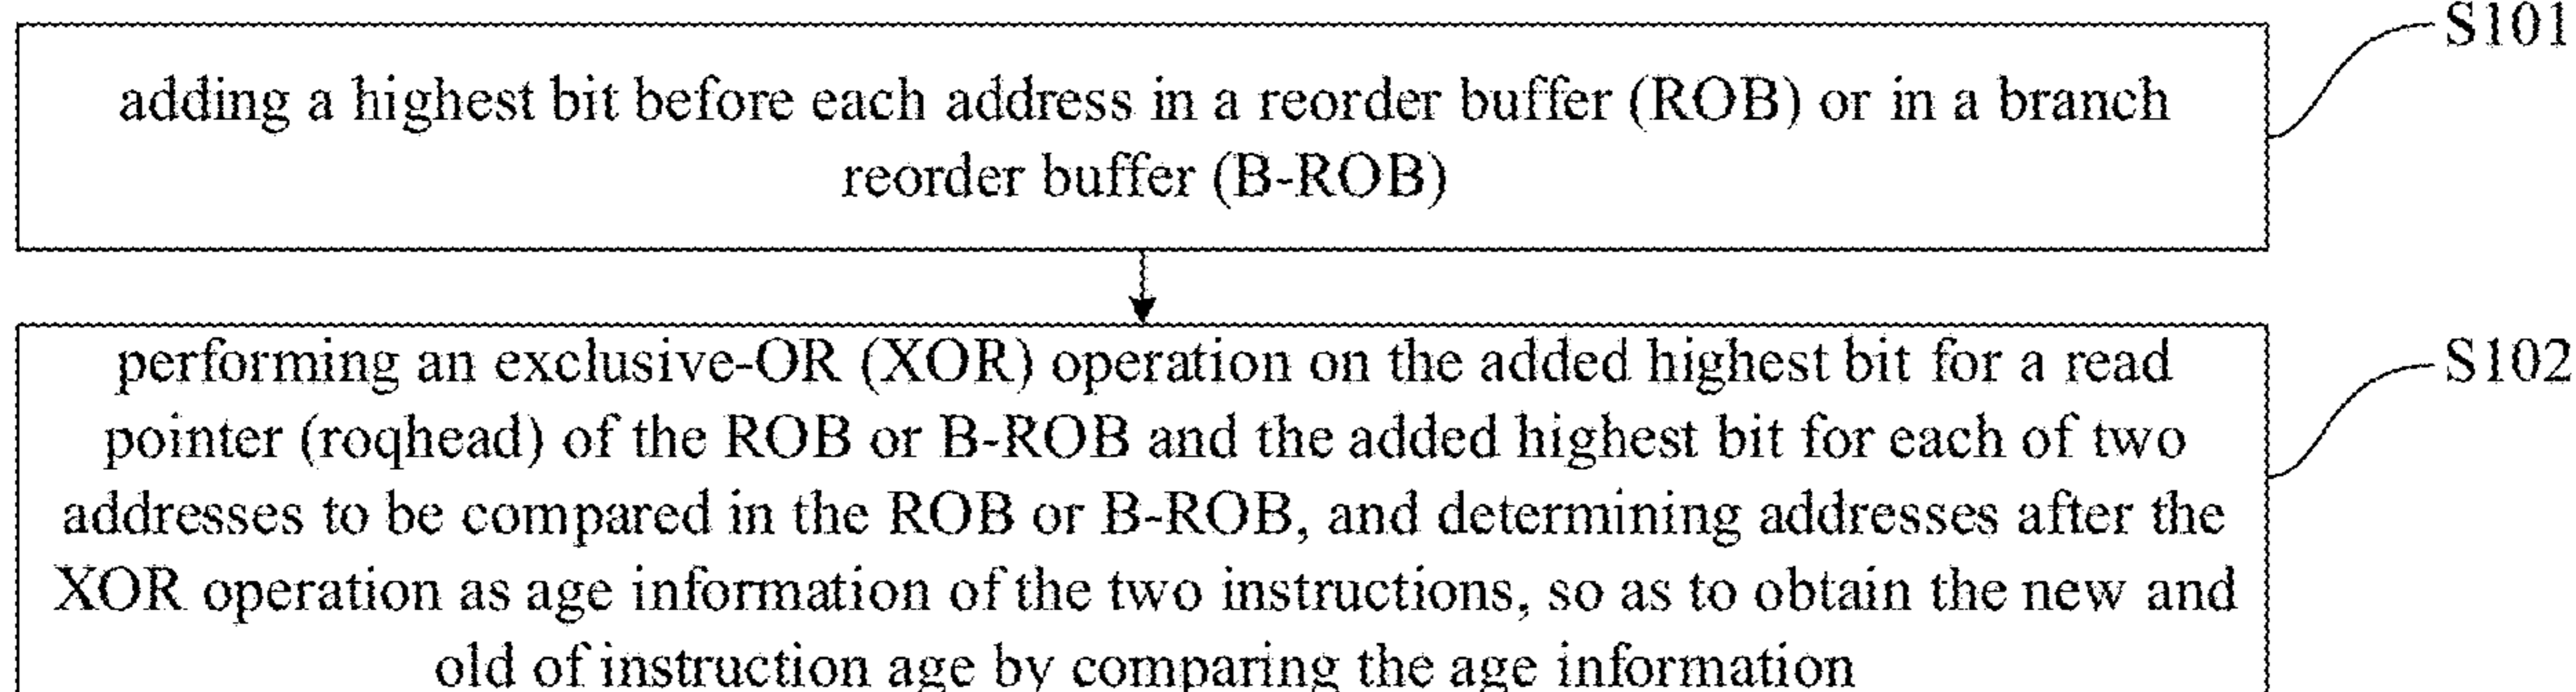 S101
adding a highest bit before each address in a reorder buffer (ROB) or in a branch
reorder buffer (B-ROB)
S102
performing an exclusive-OR (XOR) operation on the added highest bit for a read
pointer (roqhead) of the ROB or B-ROB and the added highest bit for each of two
addresses to be compared in the ROB or B-ROB, and determining addresses after the
XOR operation as age information of the two instructions, so as to obtain the new and
old of instruction age by comparing the age information